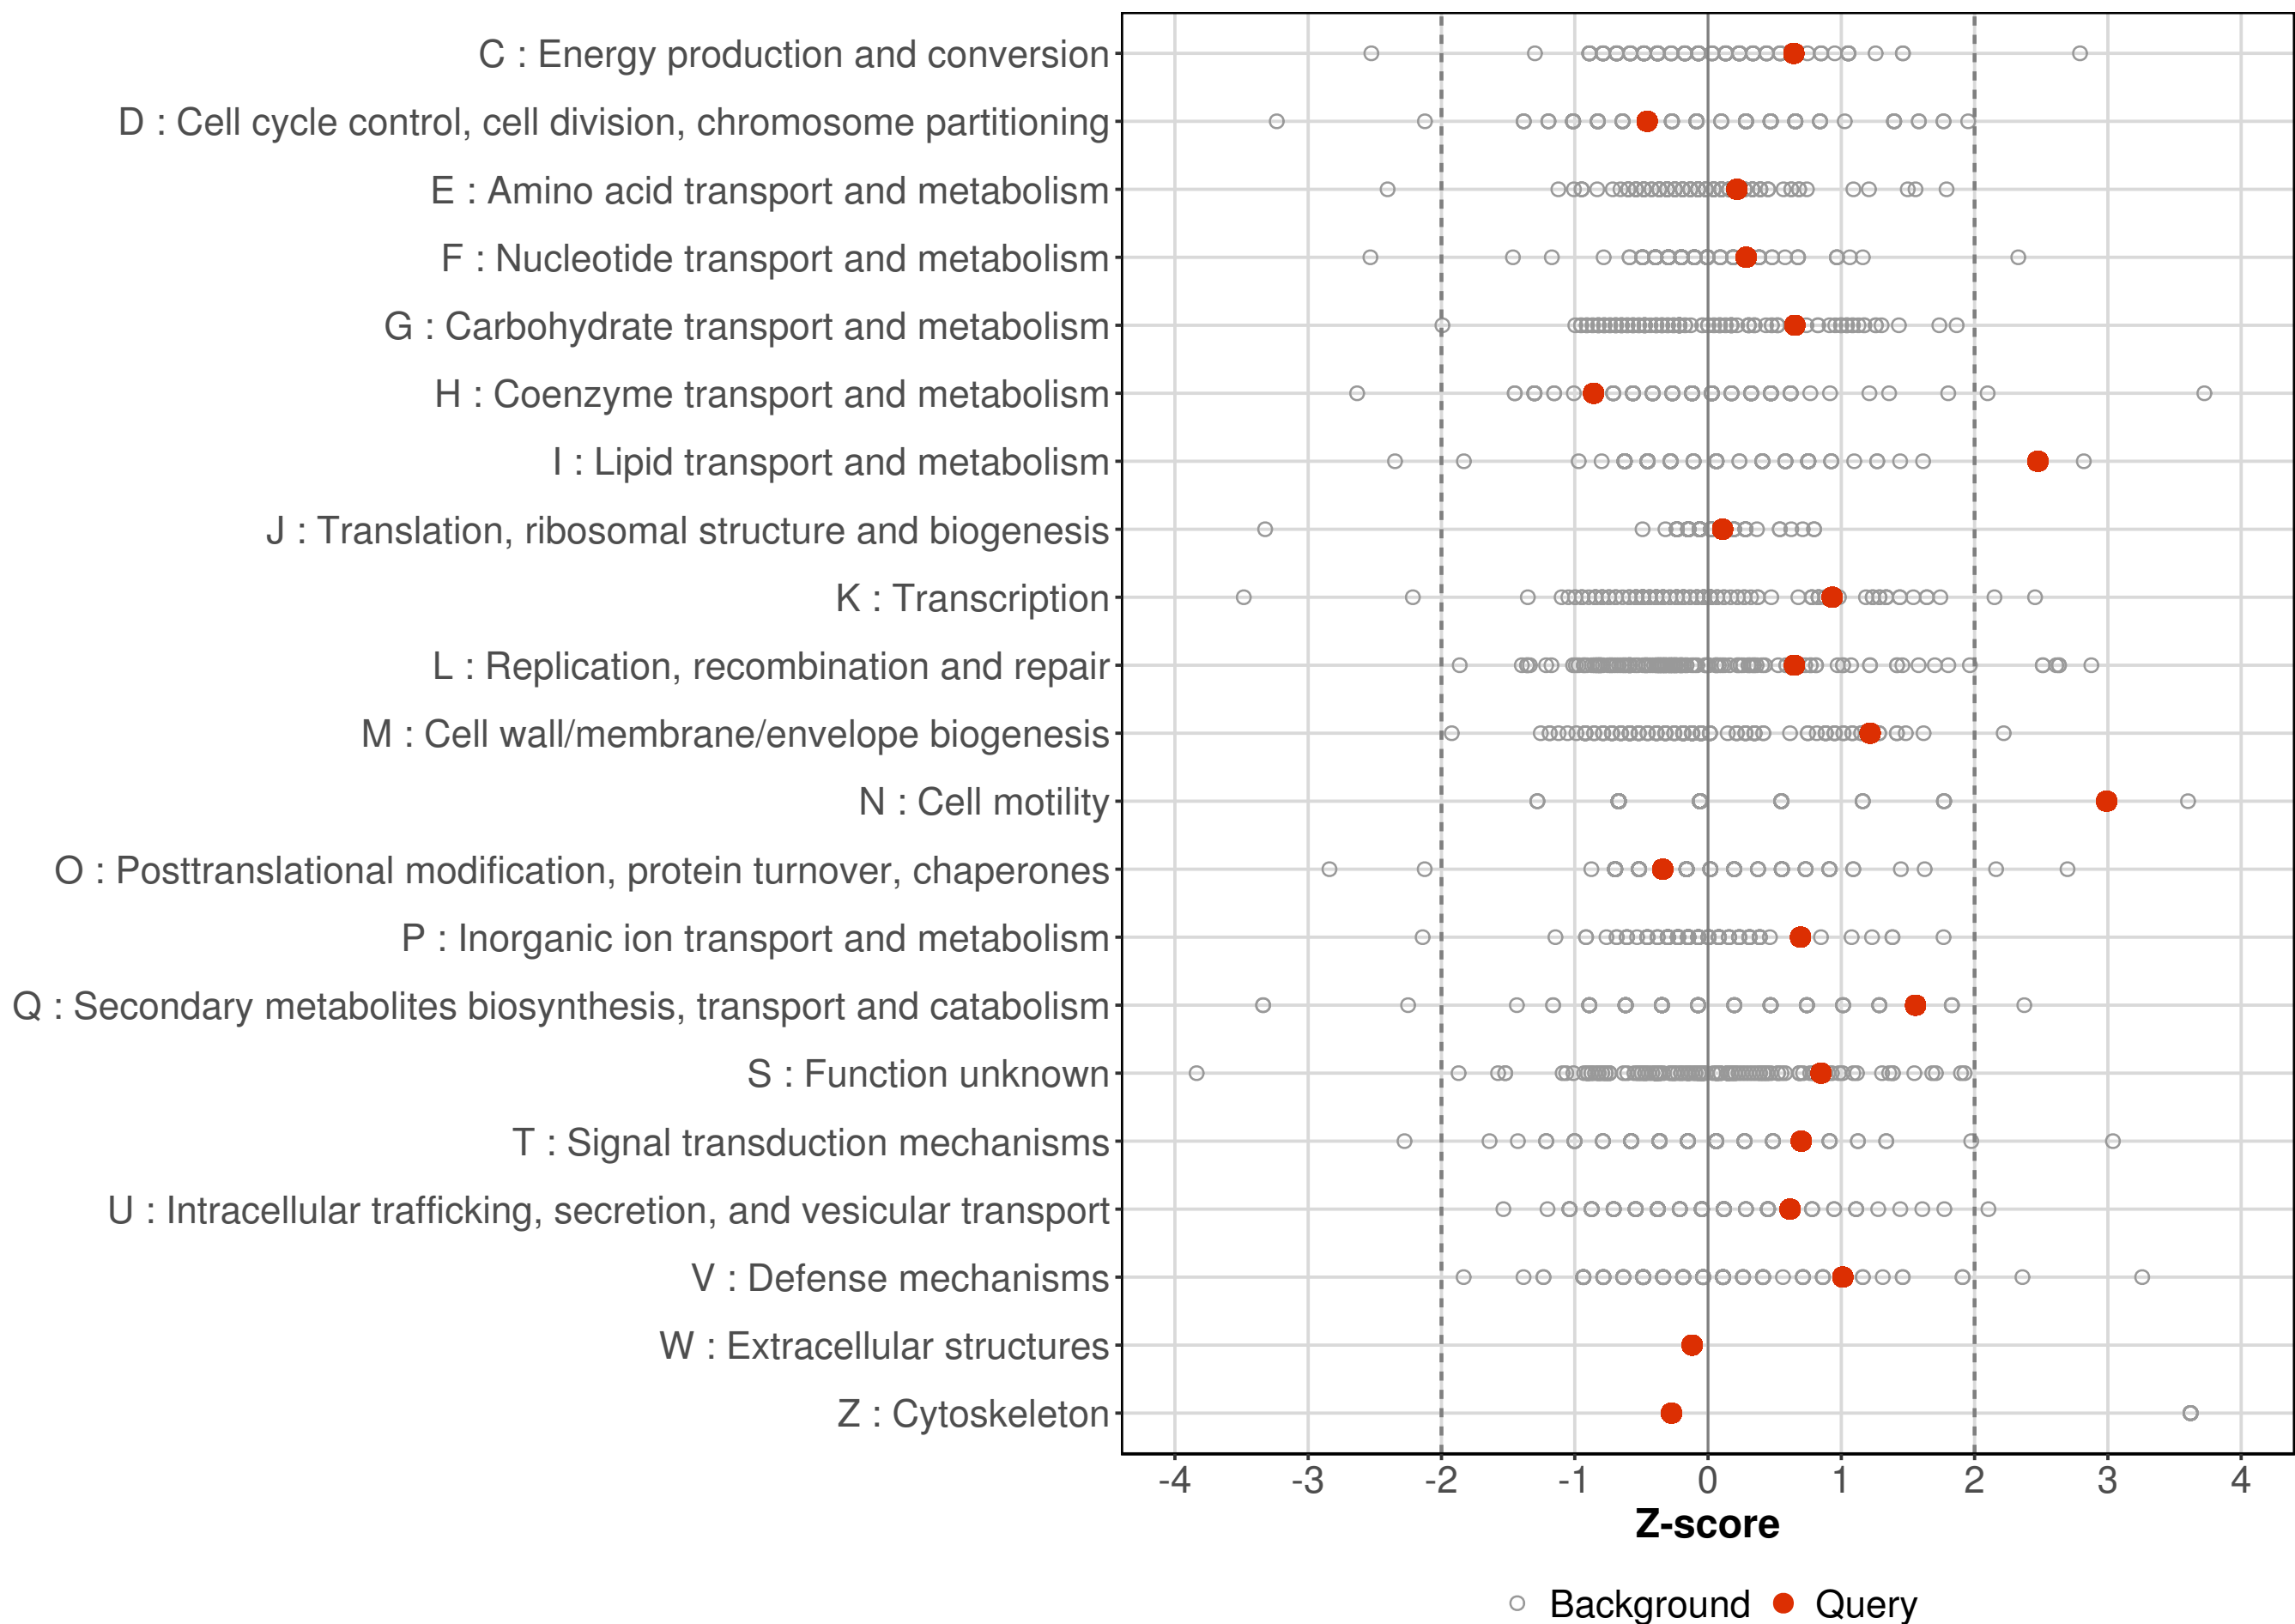 C : Energy production and conversion
D : Cell cycle control, cell division, chromosome partitioning
E : Amino acid transport and metabolism
F : Nucleotide transport and metabolism
G : Carbohydrate transport and metabolism
H : Coenzyme transport and metabolism
I : Lipid transport and metabolism
J : Translation, ribosomal structure and biogenesis
K : Transcription
L : Replication, recombination and repair
M : Cell wall/membrane/envelope biogenesis
N : Cell motility
O : Posttranslational modification, protein turnover, chaperones
P : Inorganic ion transport and metabolism
Q : Secondary metabolites biosynthesis, transport and catabolism
S : Function unknown
T : Signal transduction mechanisms
U : Intracellular trafficking, secretion, and vesicular transport
V : Defense mechanisms
W : Extracellular structures
Z : Cytoskeleton
-4 -3 -2 -1 0 1 2 3 4
Z-score
Background Query